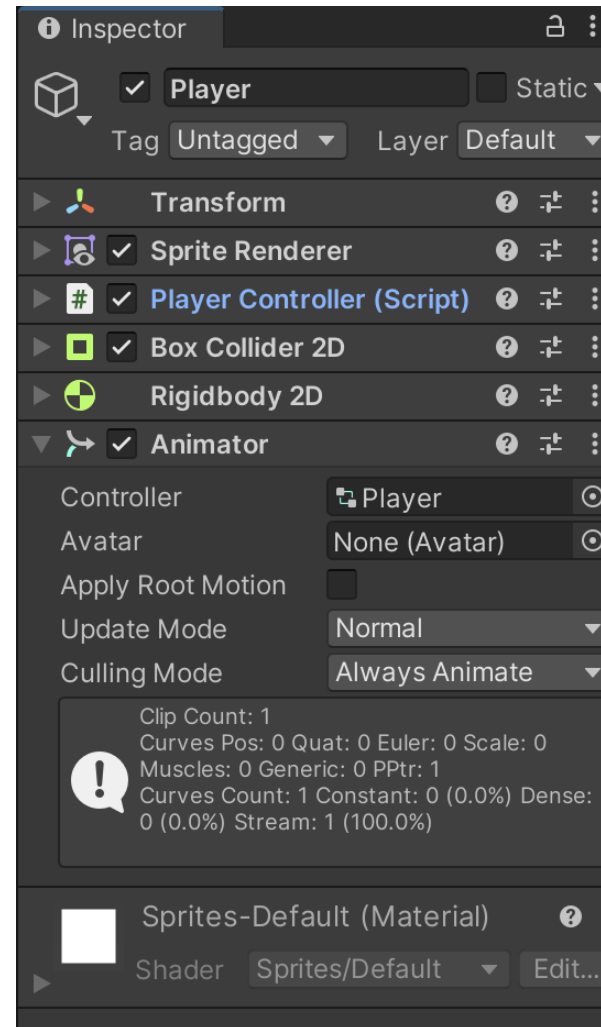 Inspector
Player
Static
Tag Untagged Layer Default
Transform
Sprite Renderer
# Player Controller (Script)
Box Collider 2D
Rigidbody 2D
Animator
Controller Player
Avatar None (Avatar)
Apply Root Motion
Update Mode Normal
Culling Mode Always Animate
Clip Count: 1
Curves Pos: 0 Quat: 0 Euler: 0 Scale: 0
Muscles: 0 Generic: 0 PPtr: 1
Curves Count: 1 Constant: 0 (0.0%) Dense:
0 (0.0%) Stream: 1 (100.0%)
Sprites-Default (Material)
Shader Sprites/Default Edit...